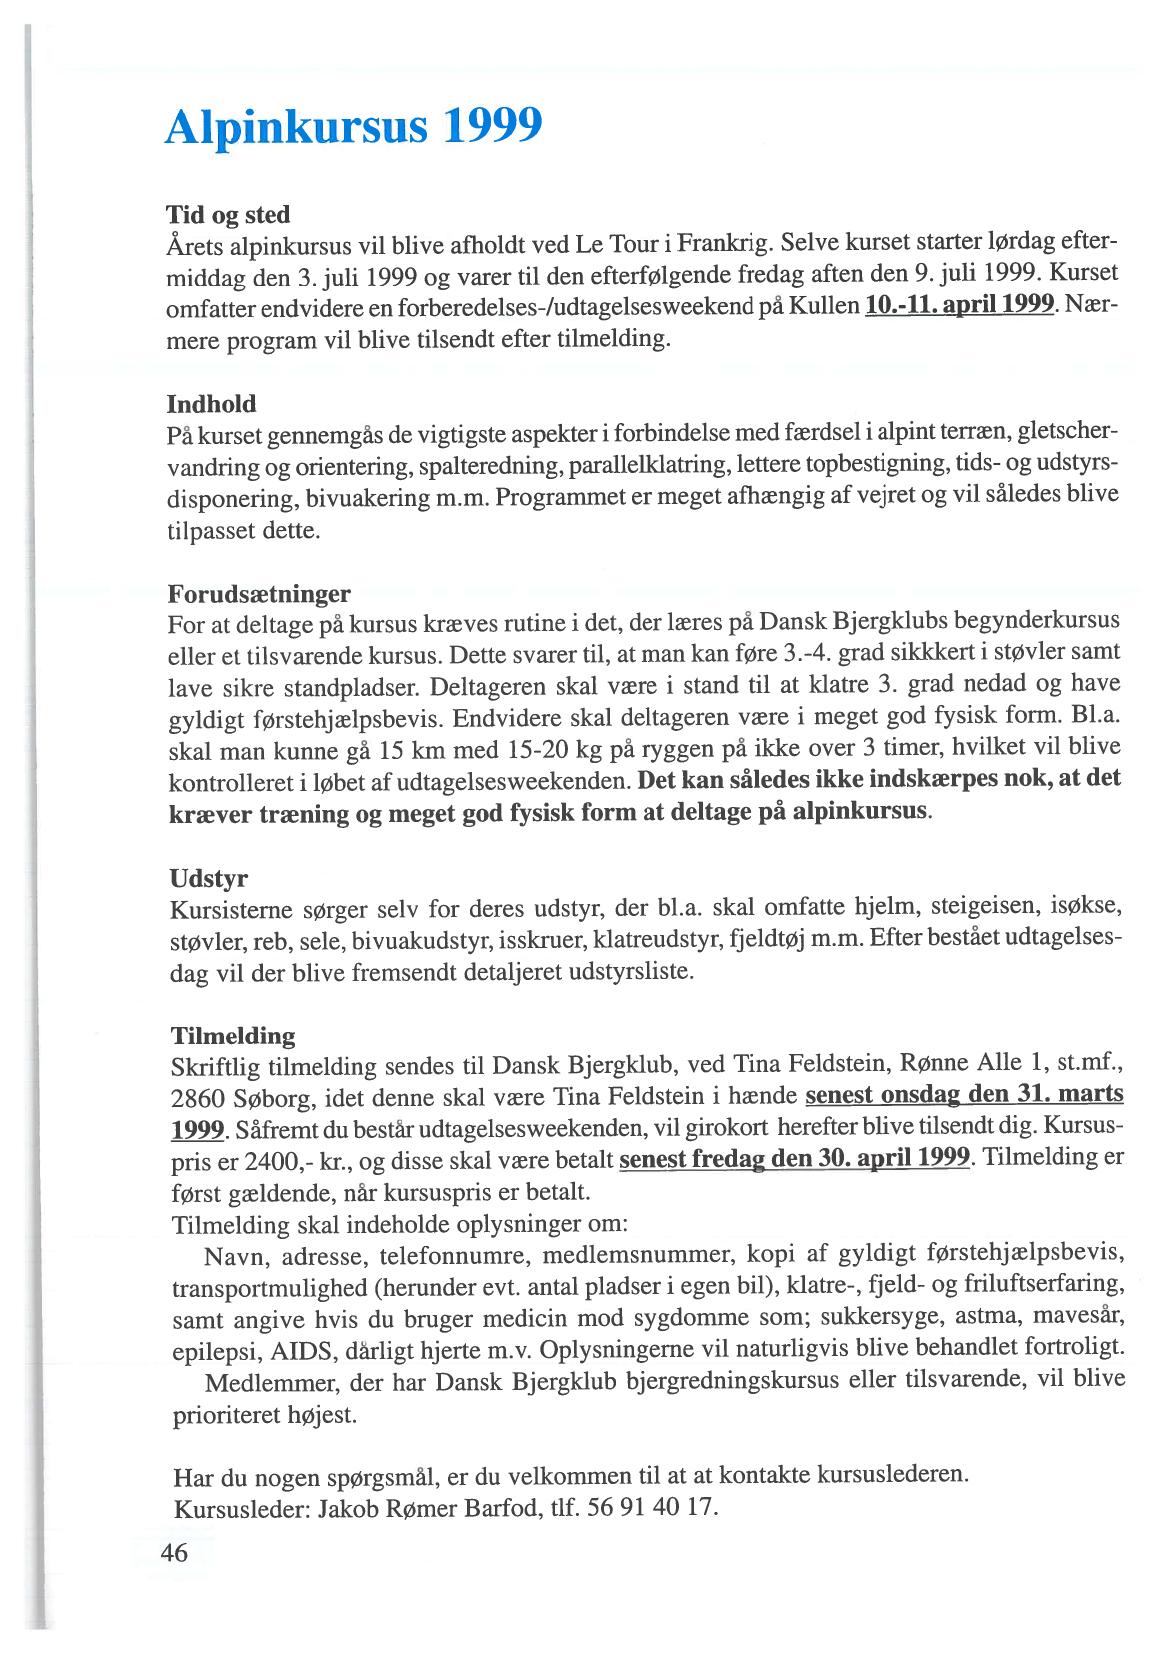 Alpinkursus 1999
Tid og sted
Årets alpinkursus vil blive afholdt ved Le Tour i Frankrig. Selve kurset starter lørdag efter-
middag den 3. juli 1999 og varer til den efterfølgende fredag aften den 9. juli 1999. Kurset
omfatter endvidere en forberedelses-/udtagelsesweekend på Kullen 10.-11. april 1999. Nær-
mere program vil blive tilsendt efter tilmelding.
Indhold
På kurset gennemgås de vigtigste aspekter i forbindelse med færdsel i alpint terræn, gletscher-
vandring og orientering, spalteredning, parallelklatring, lettere topbestigning, tids- og udstyrs-
disponering, bivuakering m.m. Programmet er meget afhængig af vejret og vil således blive
tilpasset dette.
Forudsætninger
For at deltage på kursus kræves rutine i det, der læres på Dansk Bjergklubs begynderkursus
eller et tilsvarende kursus. Dette svarer til, at man kan føre 3.-4. grad sikkkert i støvler samt
lave sikre standpladser. Deltageren skal være i stand til at klatre 3. grad nedad og have
gyldigt førstehjælpsbevis. Endvidere skal deltageren være i meget god fysisk form. Bl.a.
skal man kunne gå 15 km med 15-20 kg på ryggen på ikke over 3 timer, hvilket vil blive
kontrolleret i løbet af udtagelsesweekenden. Det kan således ikke indskærpes nok, at det
kræver træning og meget god fysisk form at deltage på alpinkursus.
Udstyr
Kursisterne sørger selv for deres udstyr, der bl.a. skal omfatte hjelm, steigeisen, isøkse,
støvler, reb, sele, bivuakudstyr, isskruer, klatreudstyr, fjeldtøj m.m. Efter bestået udtagelses-
dag vil der blive fremsendt detaljeret udstyrsliste.
Tilmelding
Skriftlig tilmelding sendes til Dansk Bjergklub, ved Tina Feldstein, Rønne Alle 1, st.mf.,
2860 Søborg, idet denne skal være Tina Feldstein i hænde senest onsdag den 31. marts
1999. Såfremt du består udtagelsesweekenden, vil girokort herefter blive tilsendt dig. Kursus-
pris er 2400,- kr., og disse skal være betalt senest fredag den 30. april 1999. Tilmelding er
først gældende, når kursuspris er betalt.
Tilmelding skal indeholde oplysninger om:
Navn, adresse, telefonnumre, medlemsnummer, kopi af gyldigt førstehjælpsbevis,
transportmulighed (herunder evt. antal pladser i egen bil), klatre-, fjeld- og friluftserfaring,
samt angive hvis du bruger medicin mod sygdomme som; sukkersyge, astma, mavesår,
epilepsi, AIDS, dårligt hjerte m.v. Oplysningerne vil naturligvis blive behandlet fortroligt.
Medlemmer, der har Dansk Bjergklub bjergredningskursus eller tilsvarende, vil blive
prioriteret højest.
Har du nogen spørgsmål, er du velkommen til at at kontakte kursuslederen.
Kursusleder: Jakob Rømer Barfod, tlf. 56 91 40 17.
46